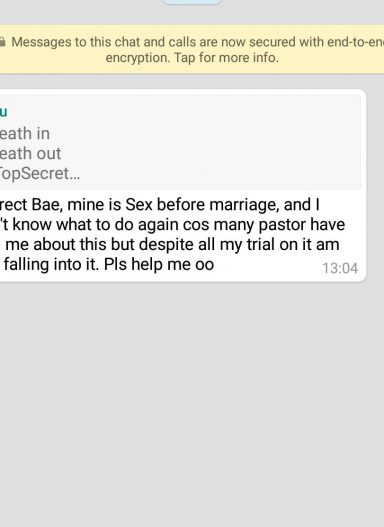 Messages to this chat and calls are now secured with end-to-en
encryption. Tap for more info.
u
eath in
eath out
TopSecret…
rect Bae, mine is Sex before marriage, and I
't know what to do again cos many pastor have
me about this but despite all my trial on it am
falling into it. Pls help me oo
13:04